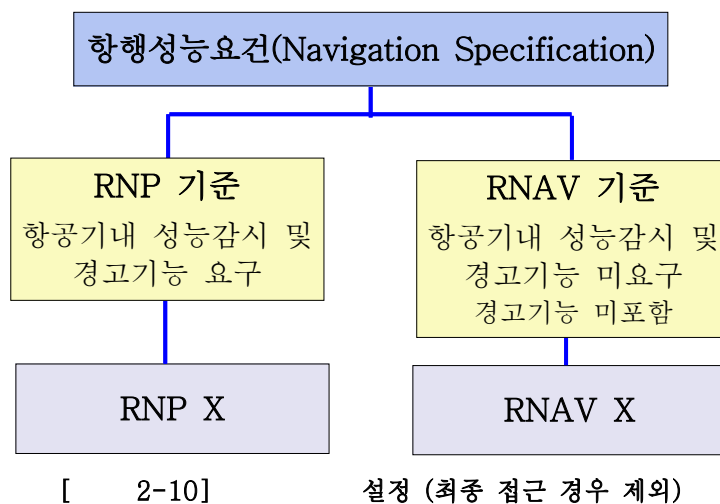 항행성능요건(Navigation Specification)
RNP 기준
항공기내 성능감시 및
경고기능 요구
RNAV 기준
항공기내 성능감시 및
경고기능 미요구
경고기능 미포함
RNP X
RNAV X
[ 2-10] 설정 (최종 접근 경우 제외)